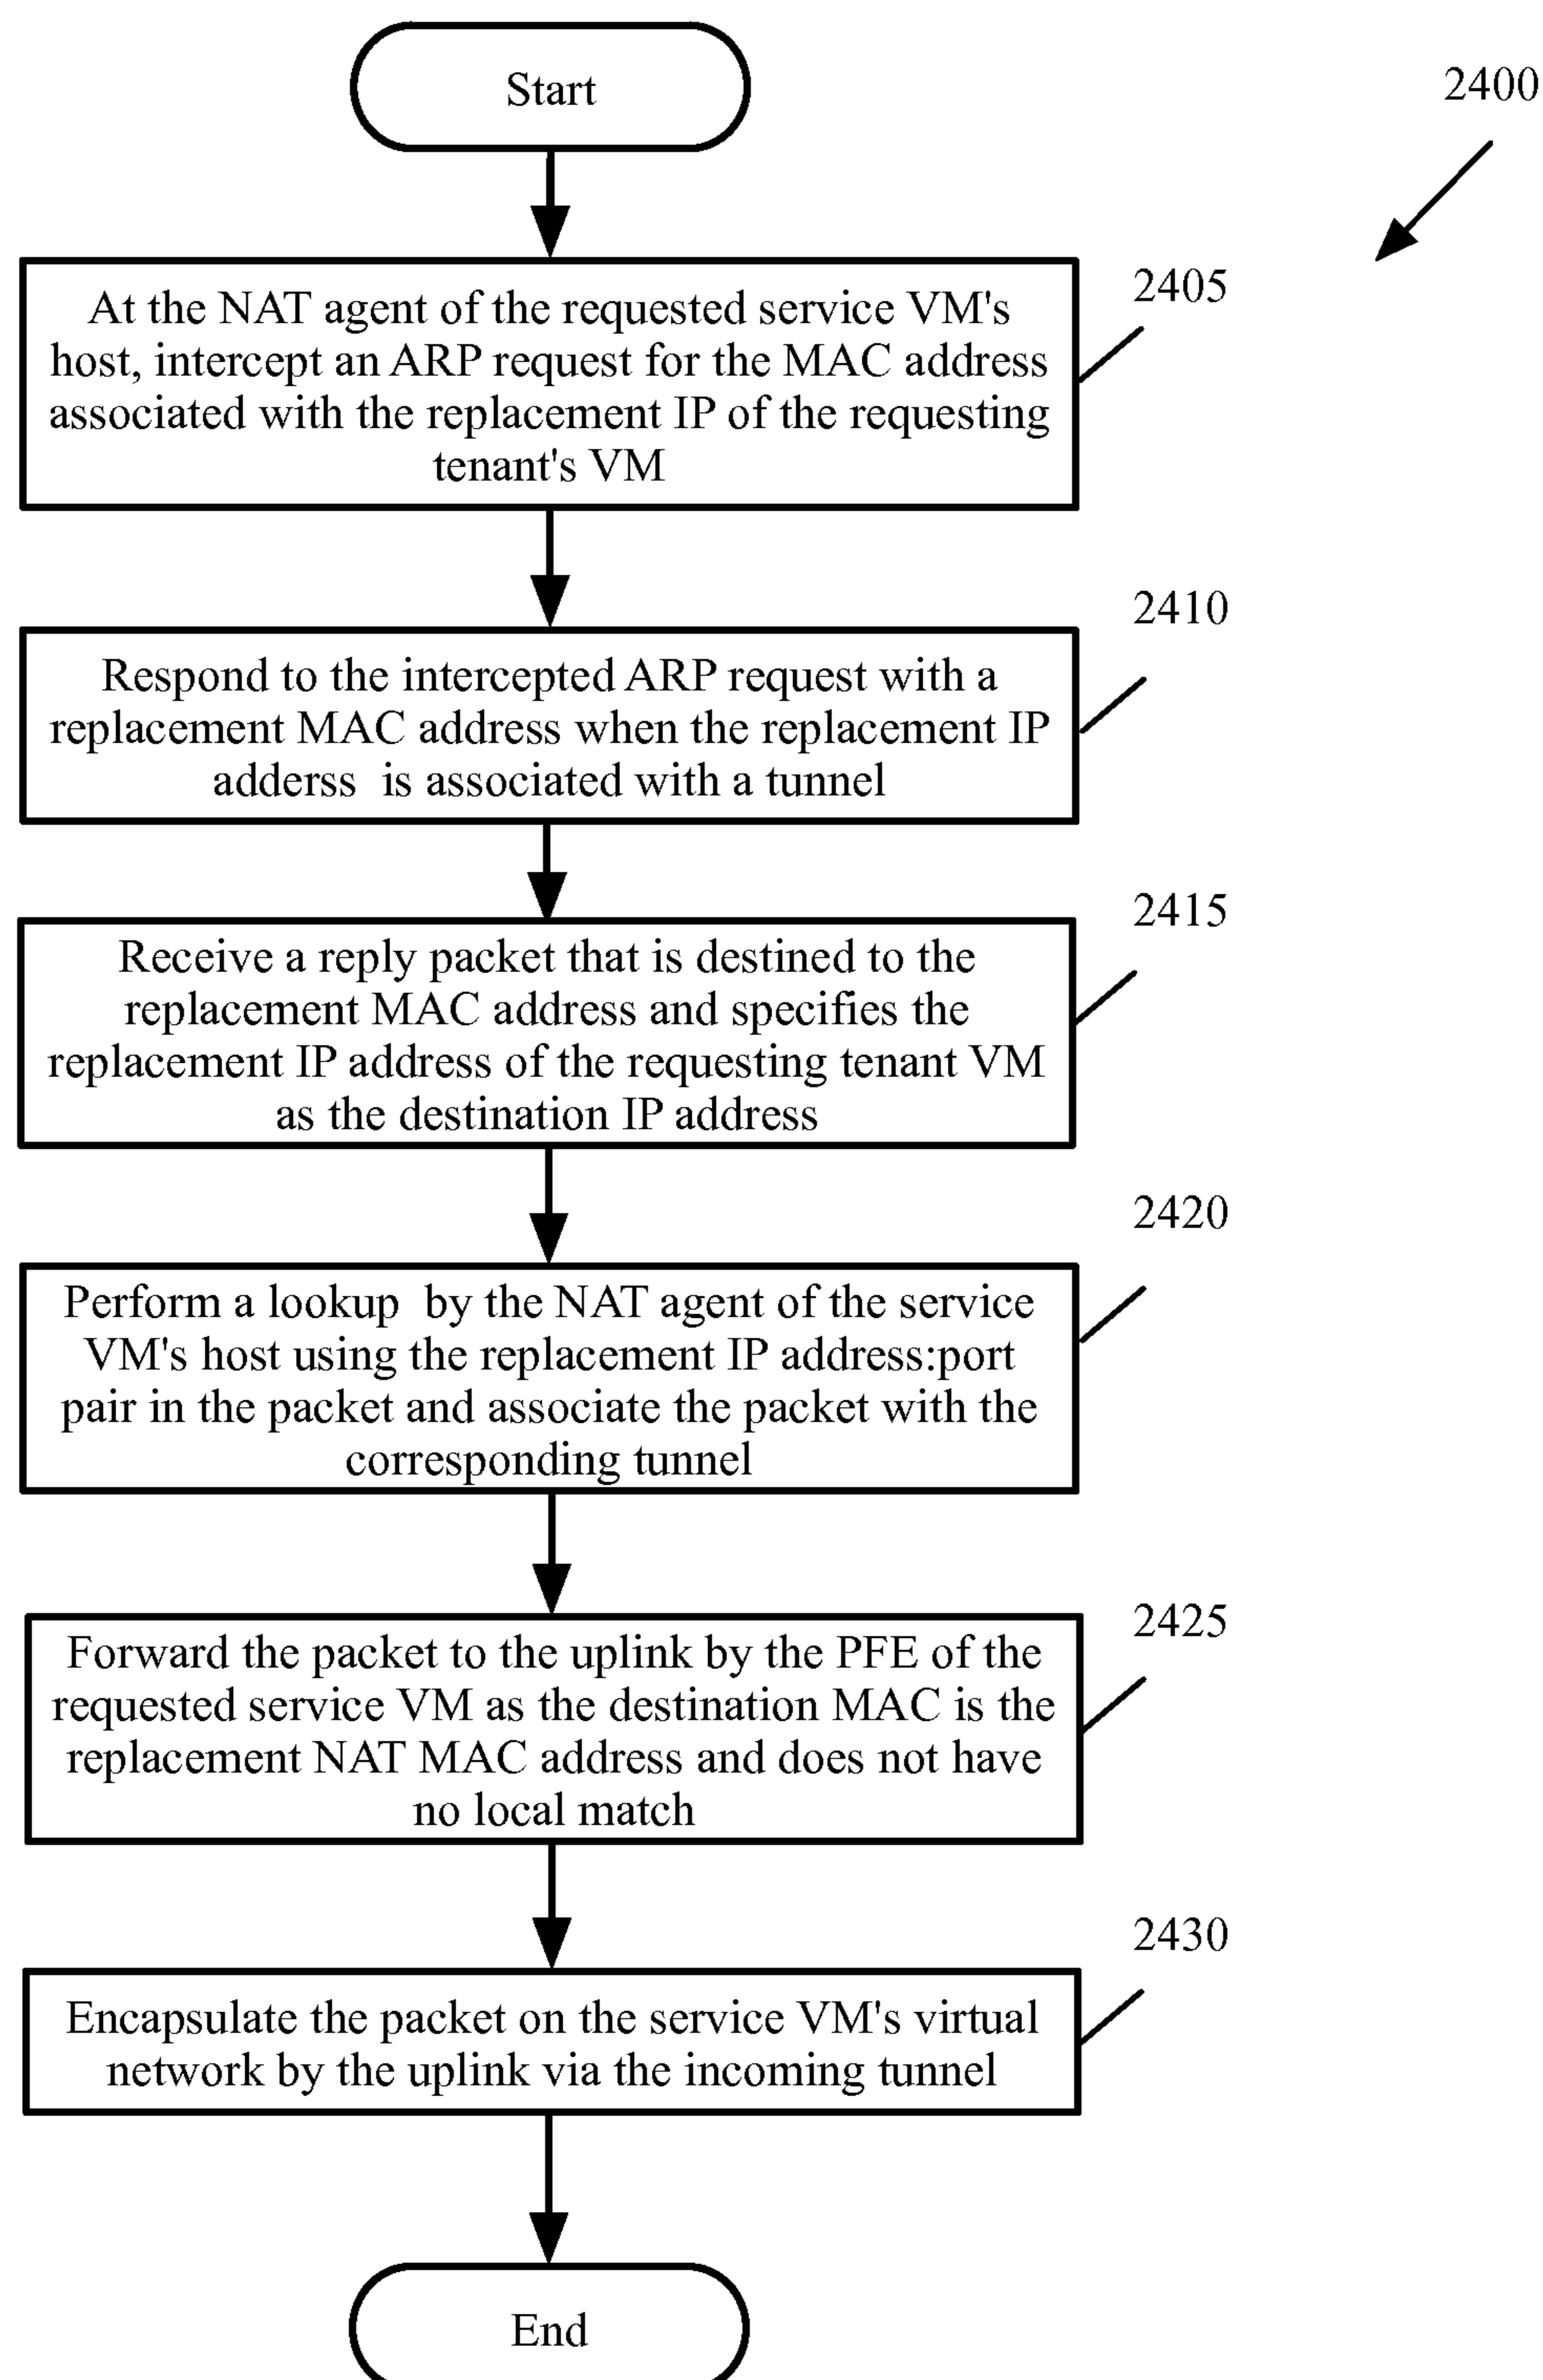 Start
2400
2405
At the NAT agent of the requested service VM's
host, intercept an ARP request for the MAC address
associated with the replacement IP of the requesting
tenant's VM
2410
Respond to the intercepted ARP request with a
replacement MAC address when the replacement IP
adderss is associated with a tunnel
2415
Receive a reply packet that is destined to the
replacement MAC address and specifies the
replacement IP address of the requesting tenant VM
as the destination IP address
2420
Perform a lookup by the NAT agent of the service
VM's host using the replacement IP address:port
pair in the packet and associate the packet with the
corresponding tunnel
2425
Forward the packet to the uplink by the PFE of the
requested service VM as the destination MAC is the
replacement NAT MAC address and does not have
no local match
2430
Encapsulate the packet on the service VM's virtual
network by the uplink via the incoming tunnel
End